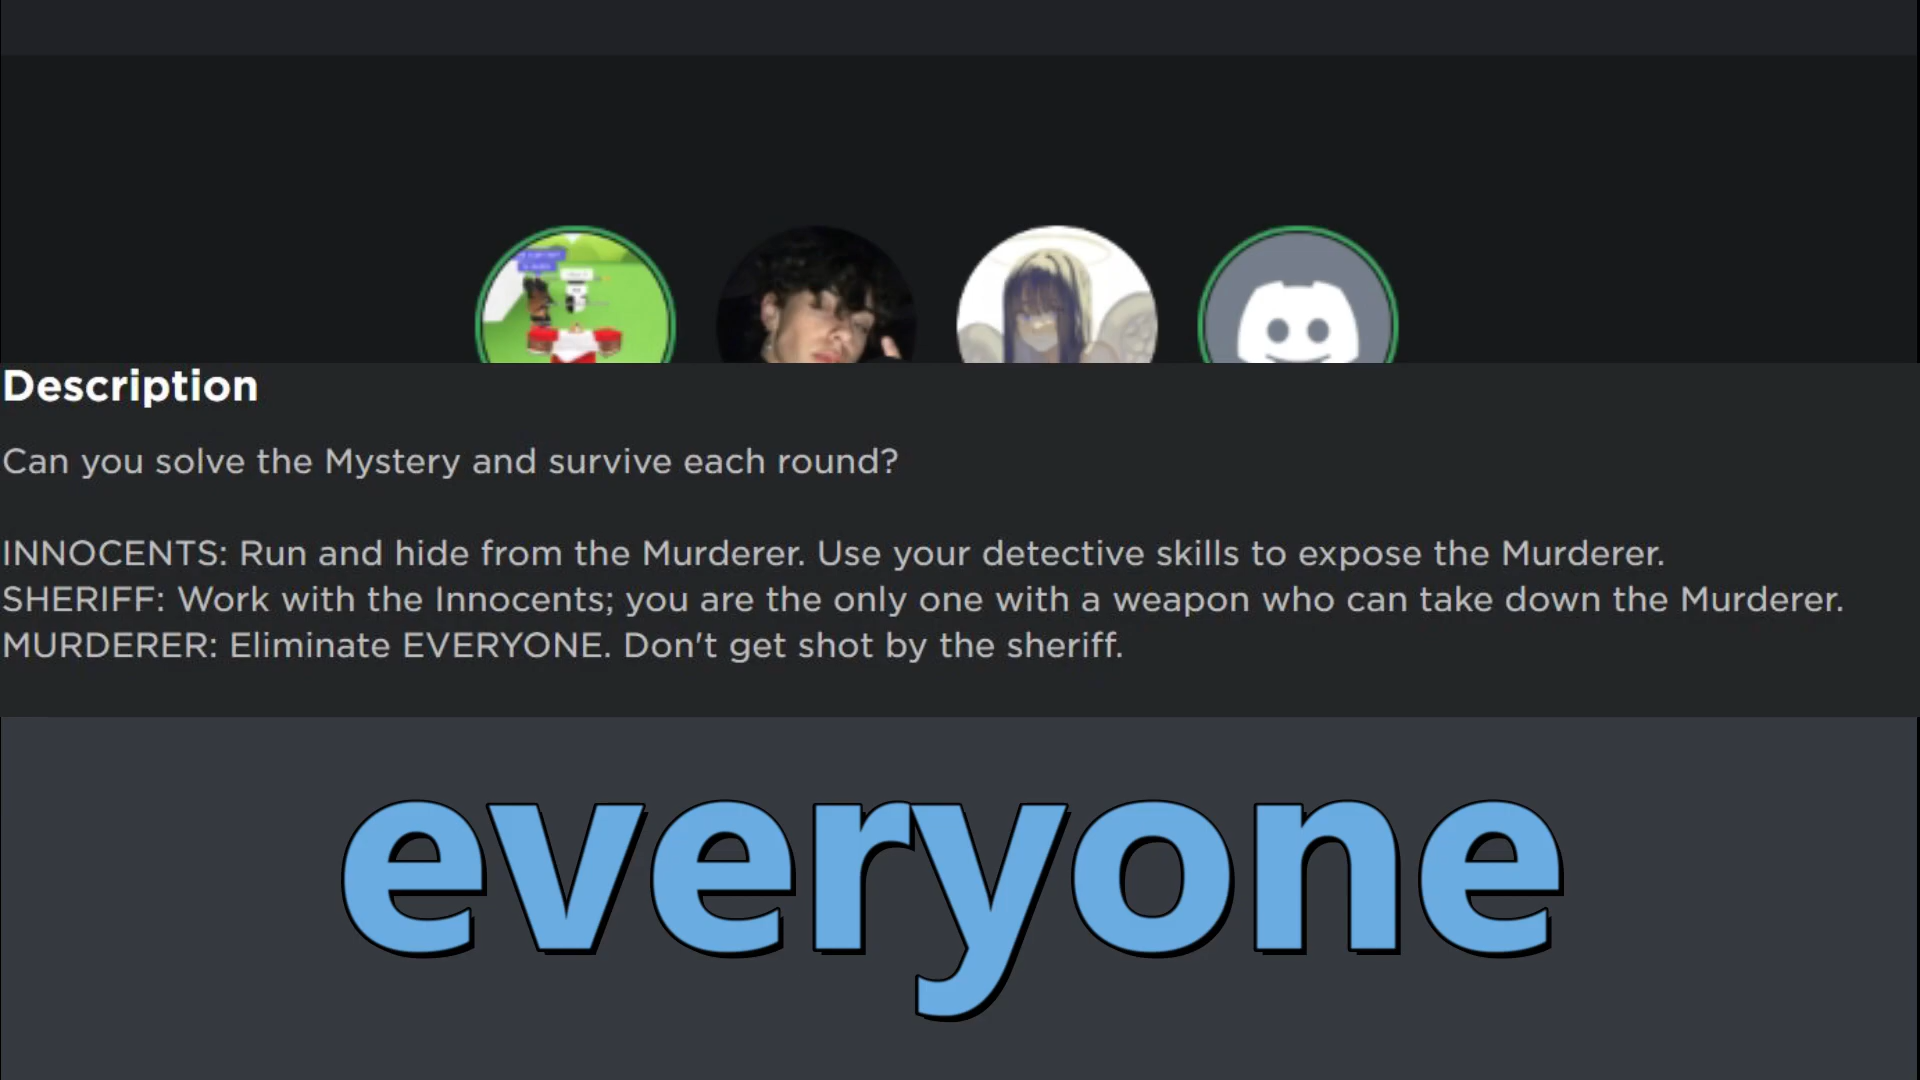 Description
Can you solve the Mystery and survive each round?
INNOCENTS: Run and hide from the Murderer. Use your detective skills to expose the Murderer.
SHERIFF: Work with the Innocents; you are the only one with a weapon who can take down the Murderer.
MURDERER: Eliminate EVERYONE. Don't get shot by the sheriff.
everyone